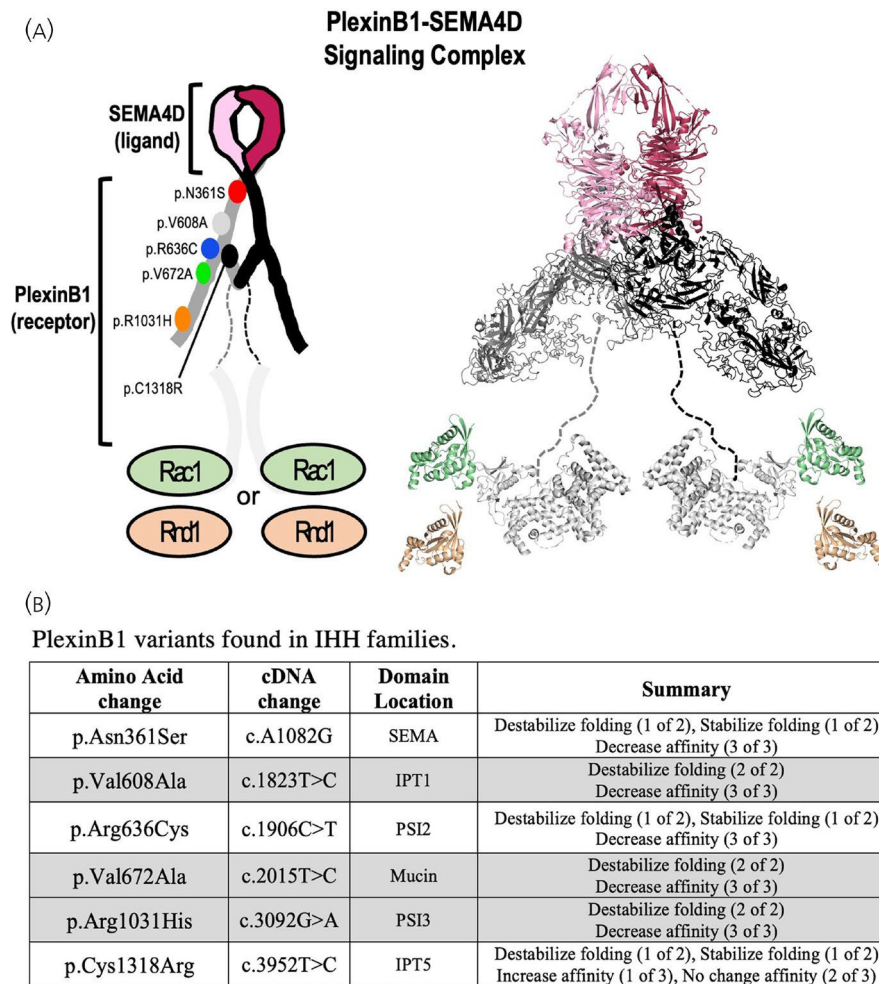 (A)
PlexinB1-SEMA4D
Signaling Complex
SEMA4D
(ligand)
p.N361S
p.V608A
p.R636C
p.V672A
PlexinB1
(receptor)
p.R1031H
p.C1318R
Rac1
Rac1
or
Rnd1
Rnd1
(B)
PlexinB1 variants found in IHH families.
Amino Acid change | cDNA change | Domain Location | Summary
p.Asn361Ser | c.A1082G | SEMA | Destabilize folding (1 of 2), Stabilize folding (1 of 2)
Decrease affinity (3 of 3)
p.Val608Ala | c.1823T>C | IPT1 | Destabilize folding (2 of 2)
Decrease affinity (3 of 3)
p.Arg636Cys | c.1906C>T | PSI2 | Destabilize folding (1 of 2), Stabilize folding (1 of 2)
Decrease affinity (3 of 3)
p.Val672Ala | c.2015T>C | Mucin | Destabilize folding (2 of 2)
Decrease affinity (3 of 3)
p.Arg1031His | c.3092G>A | PSI3 | Destabilize folding (2 of 2)
Decrease affinity (3 of 3)
p.Cys1318Arg | c.3952T>C | IPT5 | Destabilize folding (1 of 2), Stabilize folding (1 of 2)
Increase affinity (1 of 3), No change affinity (2 of 3)